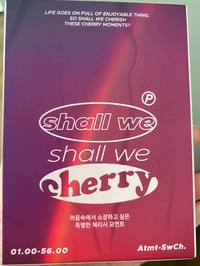 LIFE GOES ON FULL OF ENJOYABLE THING.
SO SHALL WE CHERISH
THESE CHERRY MOMENTS?
P
shall we
shall we
cherry
마음속에서 소장하고 싶은
특별한 체리시 모먼트
01.00-56.00
Atmt-SwCh.